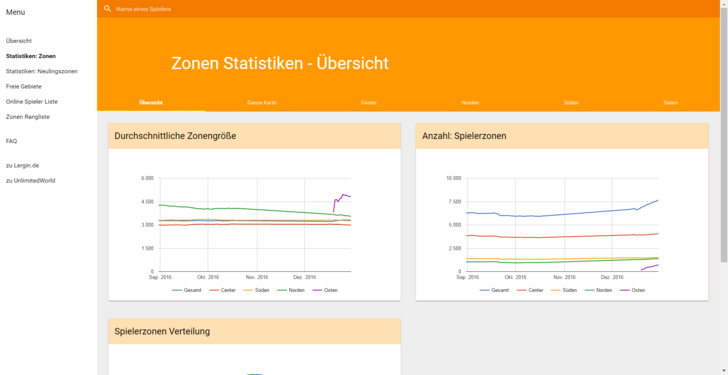 Menu
Übersicht
Statistiken: Zonen
Statistiken: Neulingszonen
Freie Gebiete
Online Spieler Liste
Zonen Rangliste
FAQ
zu Lergin.de
zu UnlimitedWorld
Name eines Spielers
Zonen Statistiken - Übersicht
Übersicht Ganze Karte Center Norden Süden Osten
Durchschnittliche Zonengröße
6 000
4 500
3 000
1 500
0
Sep. 2016 Okt. 2016 Nov. 2016 Dez. 2016
Gesamt Center Süden Norden Osten
Anzahl: Spielerzonen
10 000
7 500
5 000
2 500
0
Sep. 2016 Okt. 2016 Nov. 2016 Dez. 2016
Gesamt Center Süden Norden Osten
Spielerzonen Verteilung